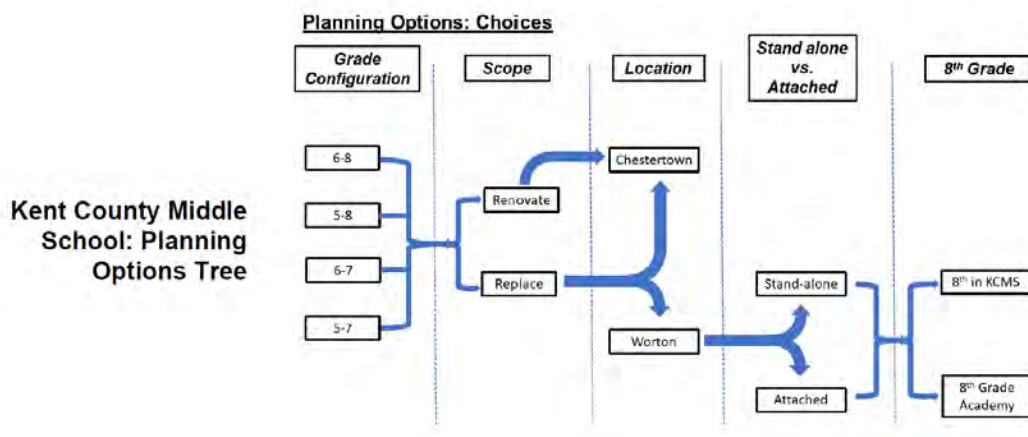 Planning Options: Choices
Grade
Configuration
Scope
Location
Stand alone
vs.
Attached
8th Grade
6-8
5-8
6-7
5-7
Kent County Middle
School: Planning
Options Tree
Renovate
Replace
Chestertown
Worton
Stand-alone
Attached
8th in KCMS
8th Grade
Academy